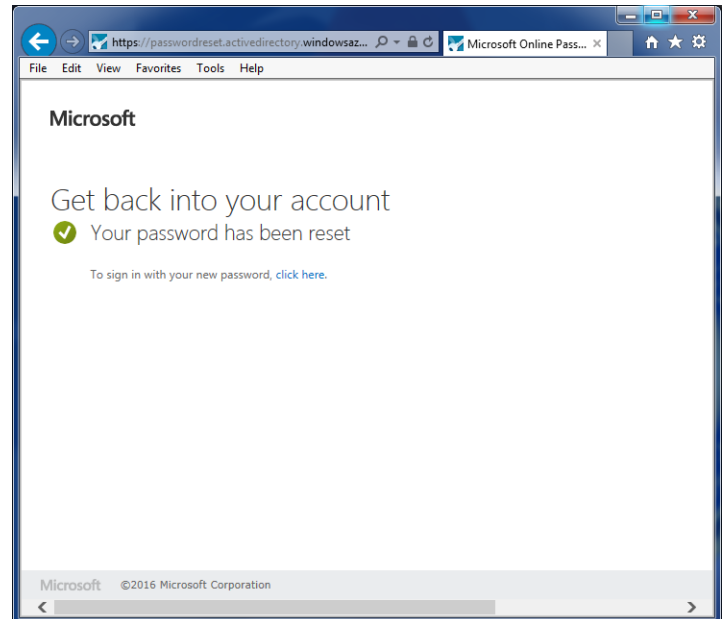 https://passwordreset.activedirectory.windowsaz...
Microsoft Online Pass...
File Edit View Favorites Tools Help
Microsoft
Get back into your account
Your password has been reset
To sign in with your new password, click here.
Microsoft ©2016 Microsoft Corporation